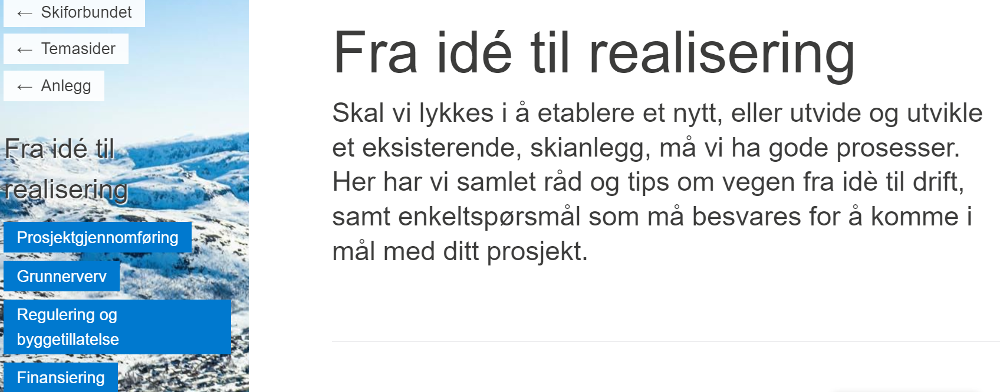 ← Skiforbundet
← Temasider
← Anlegg
Fra idé til
realisering
Prosjektgjennomføring
Grunnerverv
Regulering og
byggetillatelse
Finansiering
Fra idé til realisering
Skal vi lykkes i å etablere et nytt, eller utvide og utvikle
et eksisterende, skianlegg, må vi ha gode prosesser.
Her har vi samlet råd og tips om vegen fra idè til drift,
samt enkeltspørsmål som må besvares for å komme i
mål med ditt prosjekt.